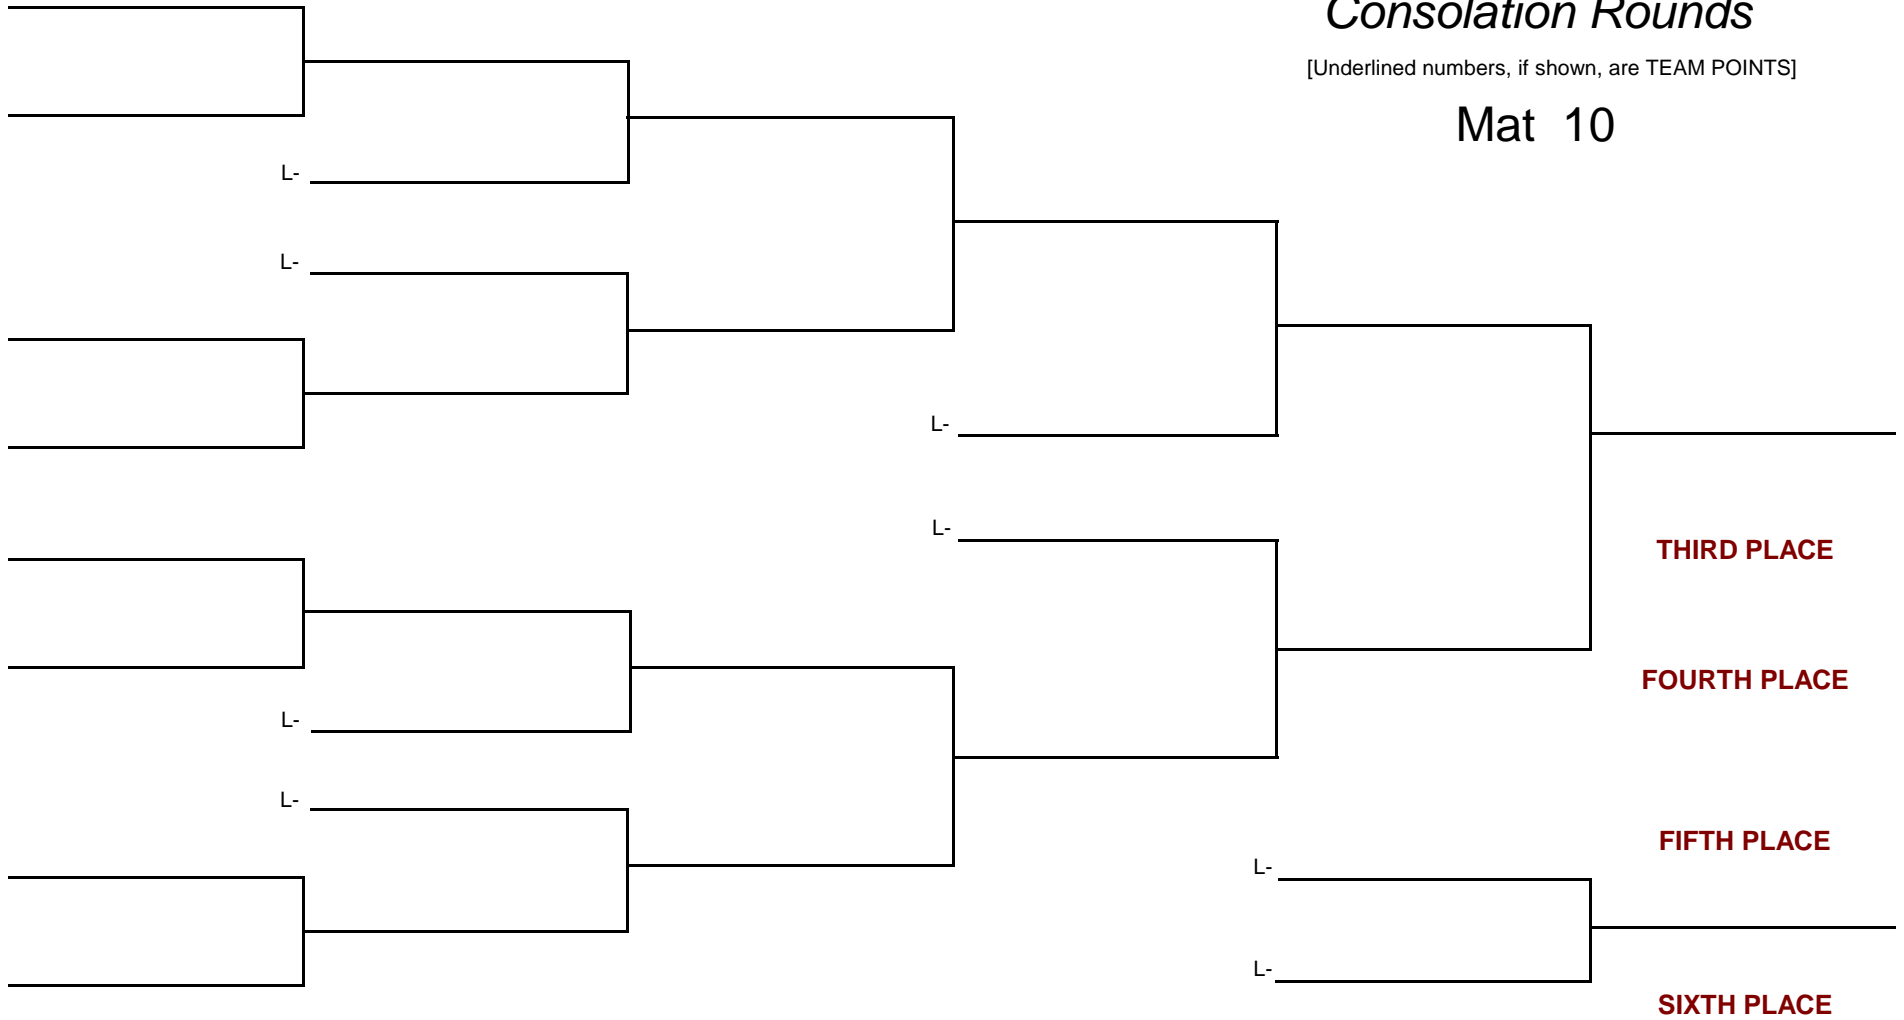 Consolation Rounds
[Underlined numbers, if shown, are TEAM POINTS]
Mat 10
L-
L-
L-
L-
THIRD PLACE
FOURTH PLACE
L-
L-
FIFTH PLACE
L-
L-
SIXTH PLACE